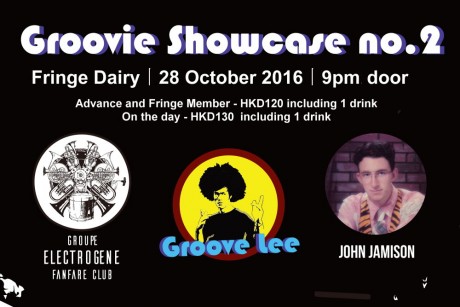 Groovie Showcase no.2
Fringe Dairy | 28 October 2016 | 9pm door
Advance and Fringe Member - HKD120 including 1 drink
On the day - HKD130 including 1 drink
GROUPE
ELECTROGENE
FANFARE CLUB
Groove Lee
JOHN JAMISON